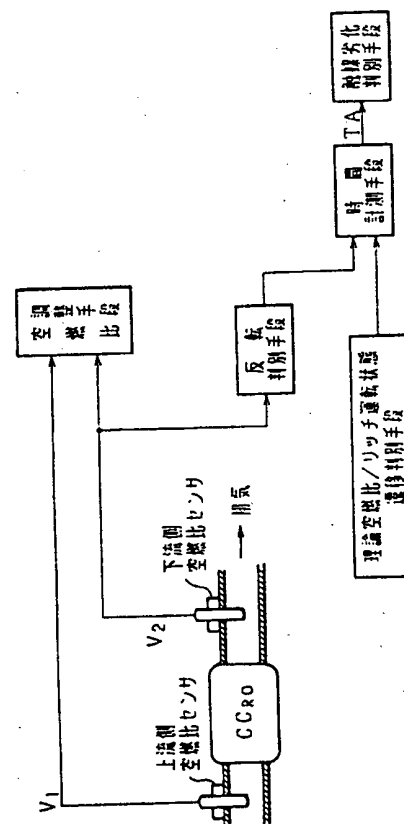 V₁
V₂
上流側
空燃比センサ
下流側
空燃比センサ
CCRO
排気
空燃比
調整手段
反転
判別手段
理論空燃比/リッチ運転状態
遷移判別手段
時間
計測手段
TA
触媒劣化
判別手段